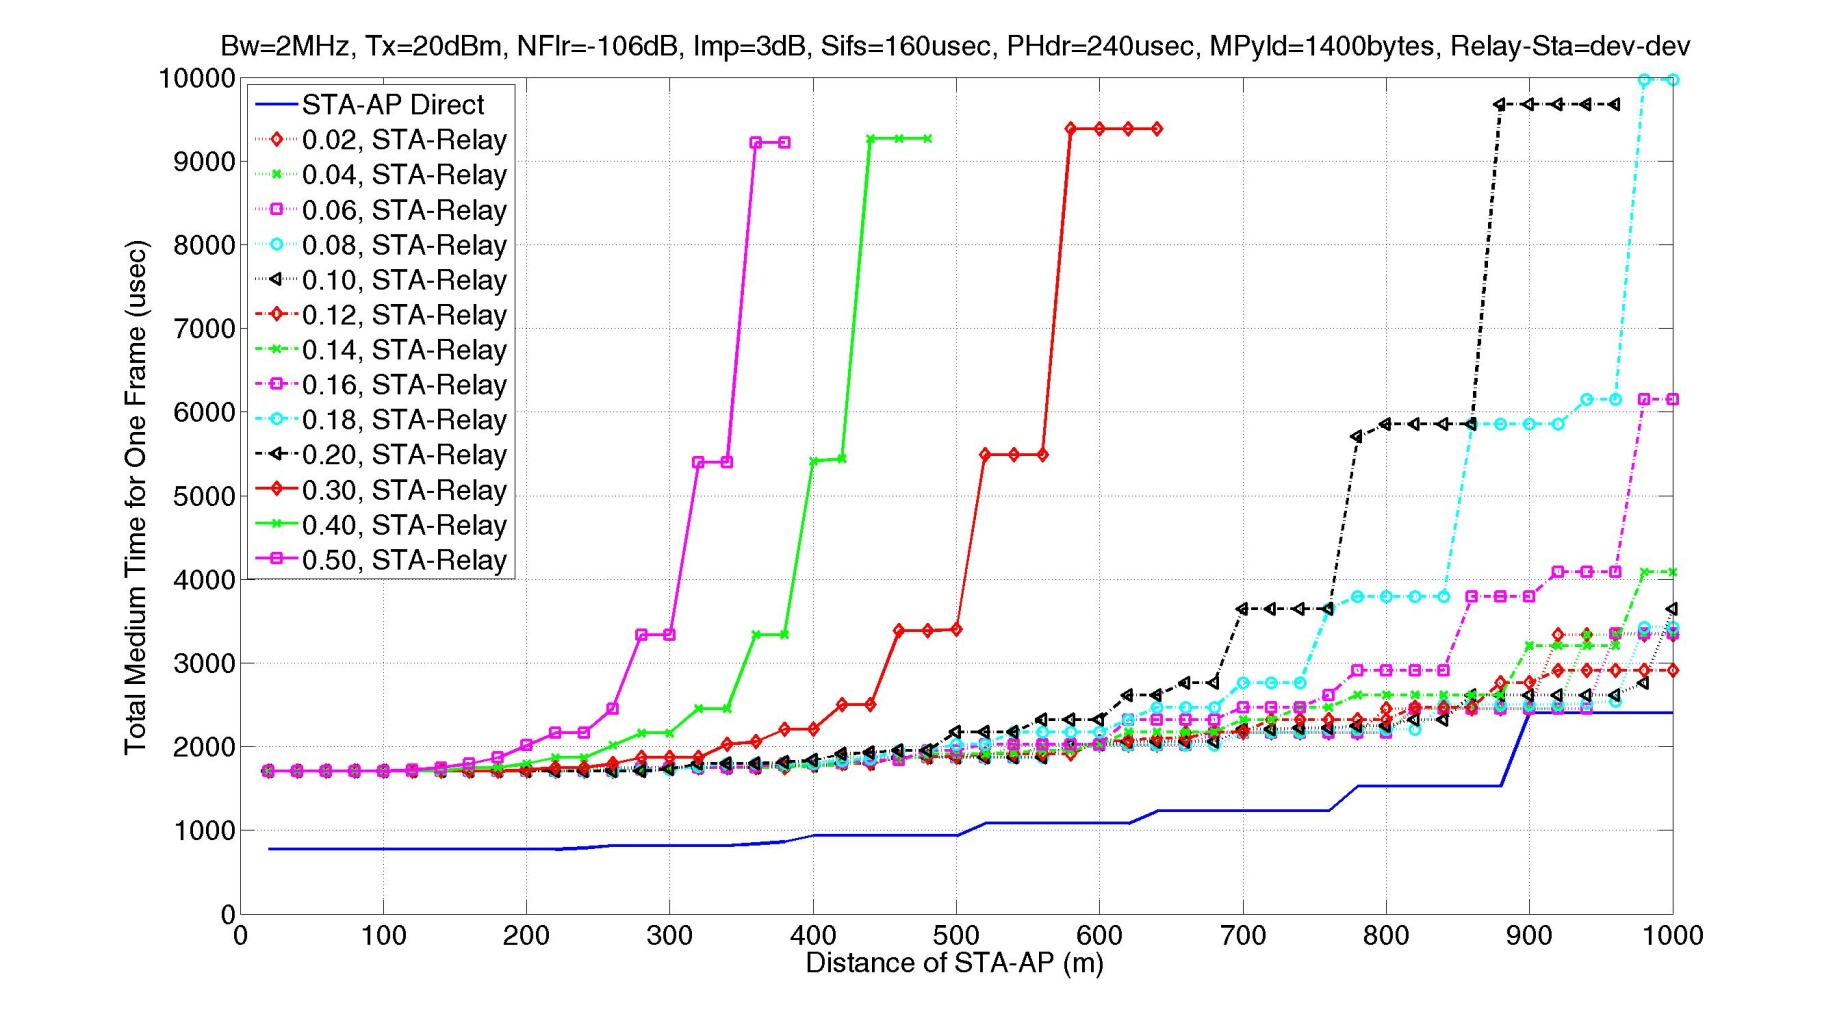 Bw=2MHz, Tx=20dBm, NFlr=-106dB, Imp=3dB, Sifs=160usec, PHdr=240usec, MPyld=1400bytes, Relay-Sta=dev-dev
Total Medium Time for One Frame (usec)
10000
9000
8000
7000
6000
5000
4000
3000
2000
1000
0
STA-AP Direct
0.02, STA-Relay
0.04, STA-Relay
0.06, STA-Relay
0.08, STA-Relay
0.10, STA-Relay
0.12, STA-Relay
0.14, STA-Relay
0.16, STA-Relay
0.18, STA-Relay
0.20, STA-Relay
0.30, STA-Relay
0.40, STA-Relay
0.50, STA-Relay
0 100 200 300 400 500 600 700 800 900 1000
Distance of STA-AP (m)